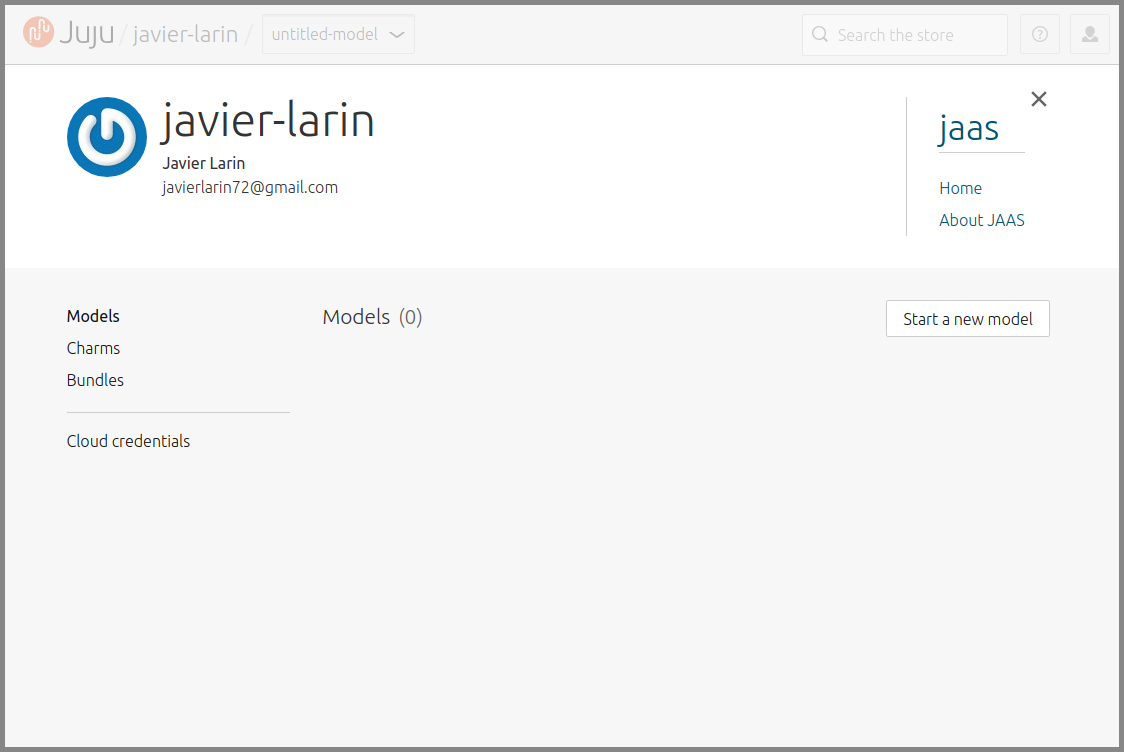 Juju / javier-larin / untitled-model Search the store ?
javier-larin
Javier Larin
javierlarin72@gmail.com
jaas
Home
About JAAS
Models
Charms
Bundles
Cloud credentials
Models (0)
Start a new model